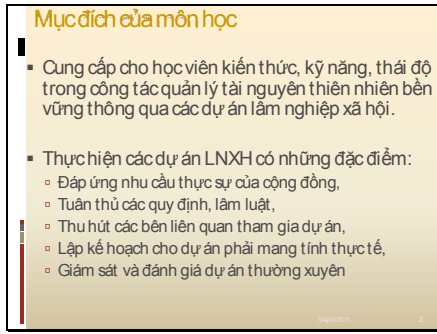 Mục đích của môn học
▪ Cung cấp cho học viên kiến thức, kỹ năng, thái độ
trong công tác quản lý tài nguyên thiên nhiên bền
vững thông qua các dự án lâm nghiệp xã hội.
▪ Thực hiện các dự án LNXH có những đặc điểm:
▫ Đáp ứng nhu cầu thực sự của cộng đồng,
▫ Tuân thủ các quy định, lâm luật,
▫ Thu hút các bên liên quan tham gia dự án,
▫ Lập kế hoạch cho dự án phải mang tính thực tế,
▫ Giám sát và đánh giá dự án thường xuyên
2